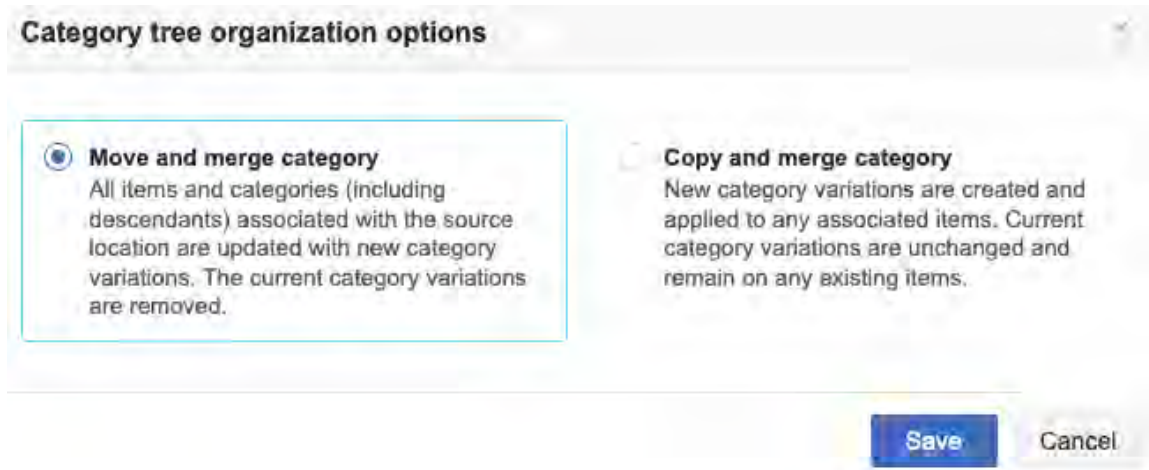 Category tree organization options
Move and merge category
All items and categories (including
descendants) associated with the source
location are updated with new category
variations. The current category variations
are removed.
Copy and merge category
New category variations are created and
applied to any associated items. Current
category variations are unchanged and
remain on any existing items.
Save
Cancel